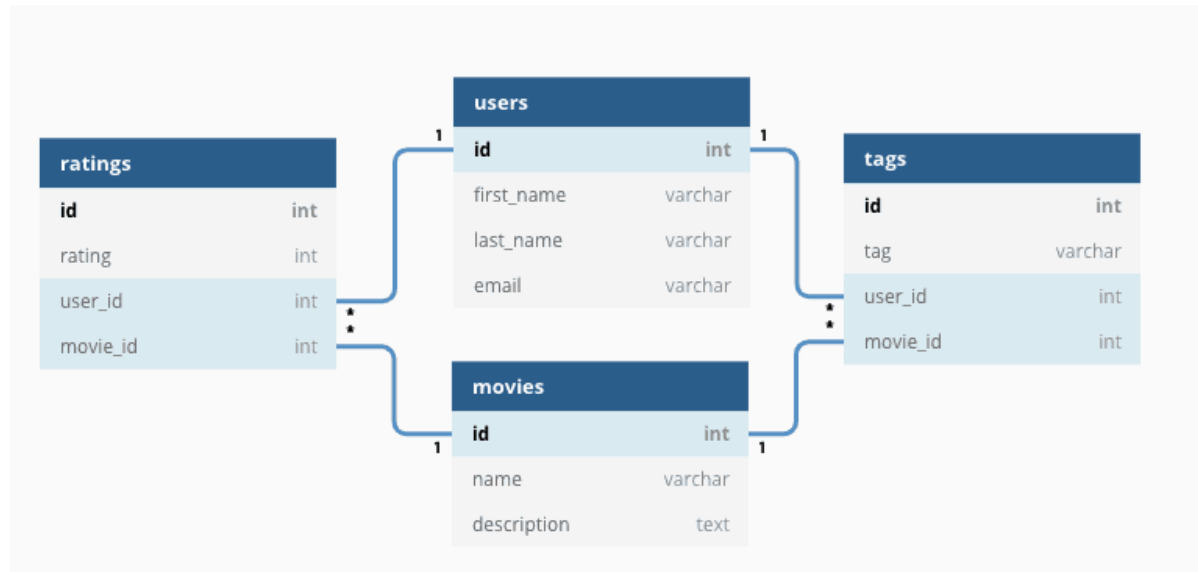 users
id int
first_name varchar
last_name varchar
email varchar
ratings
id int
rating int
user_id int
movie_id int
tags
id int
tag varchar
user_id int
movie_id int
movies
id int
name varchar
description text
1
1
*
*
*
*
1
1